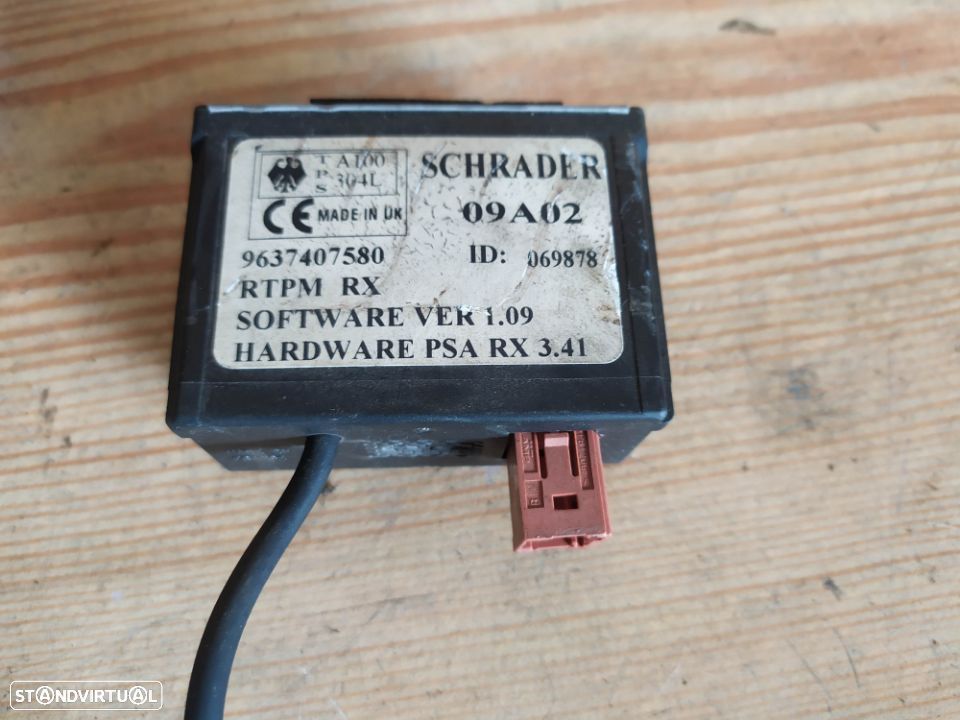 T A100
P 304L
S
CE MADE IN UK
SCHRADER
09A02
9637407580 ID: 069878
RTPM RX
SOFTWARE VER 1.09
HARDWARE PSA RX 3.41
STANDVIRTUAL